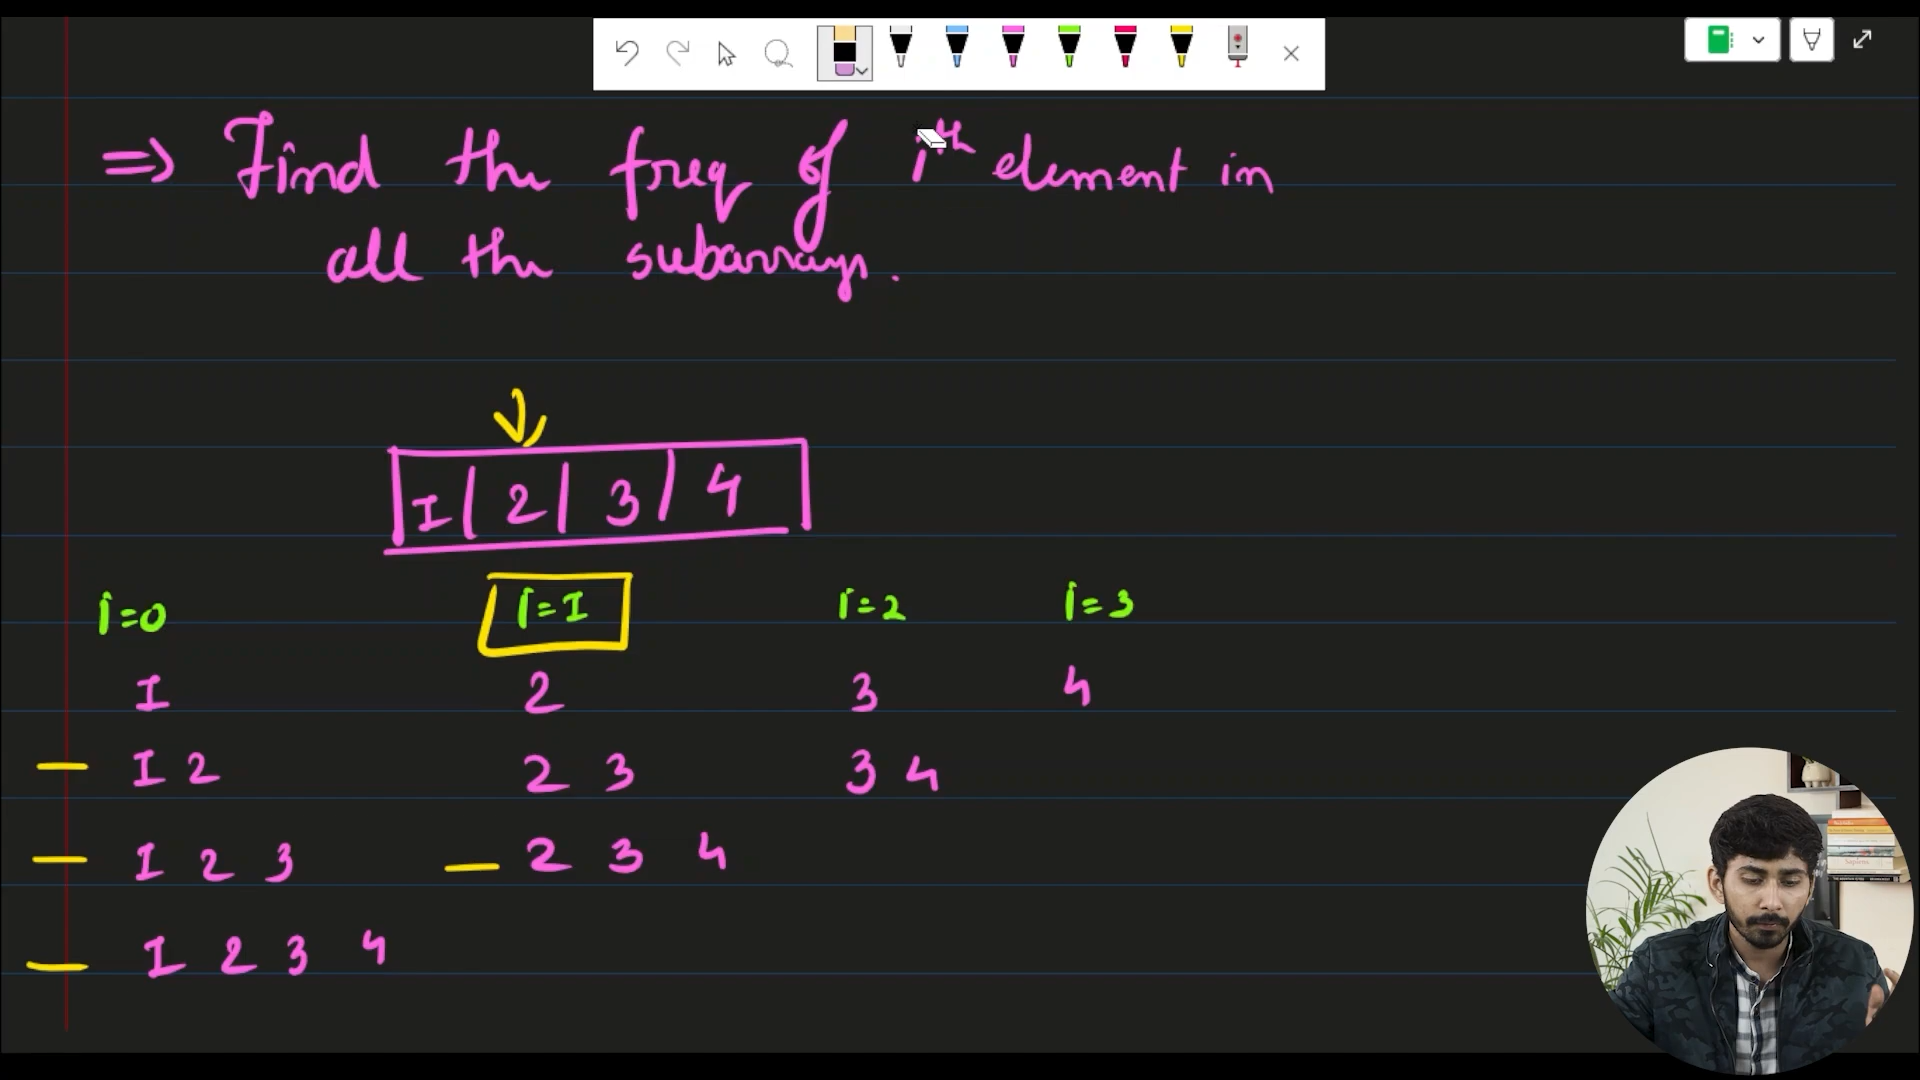 => Find the freq of ith element in
all the subarrays.
1 | 2 | 3 | 4
i=0 i=1 i=2 i=3
1 2 3 4
1 2 2 3 3 4
1 2 3 2 3 4
1 2 3 4